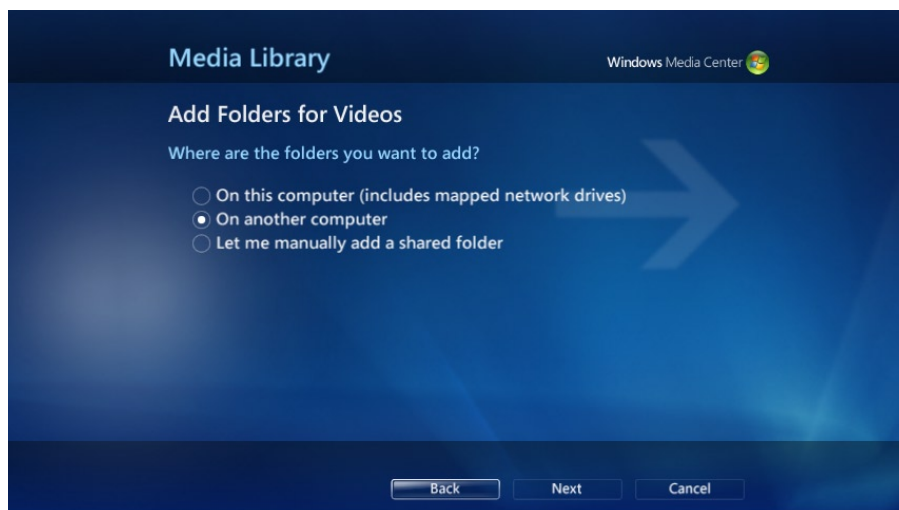 Media Library
Windows Media Center
Add Folders for Videos
Where are the folders you want to add?
On this computer (includes mapped network drives)
On another computer
Let me manually add a shared folder
Back
Next
Cancel